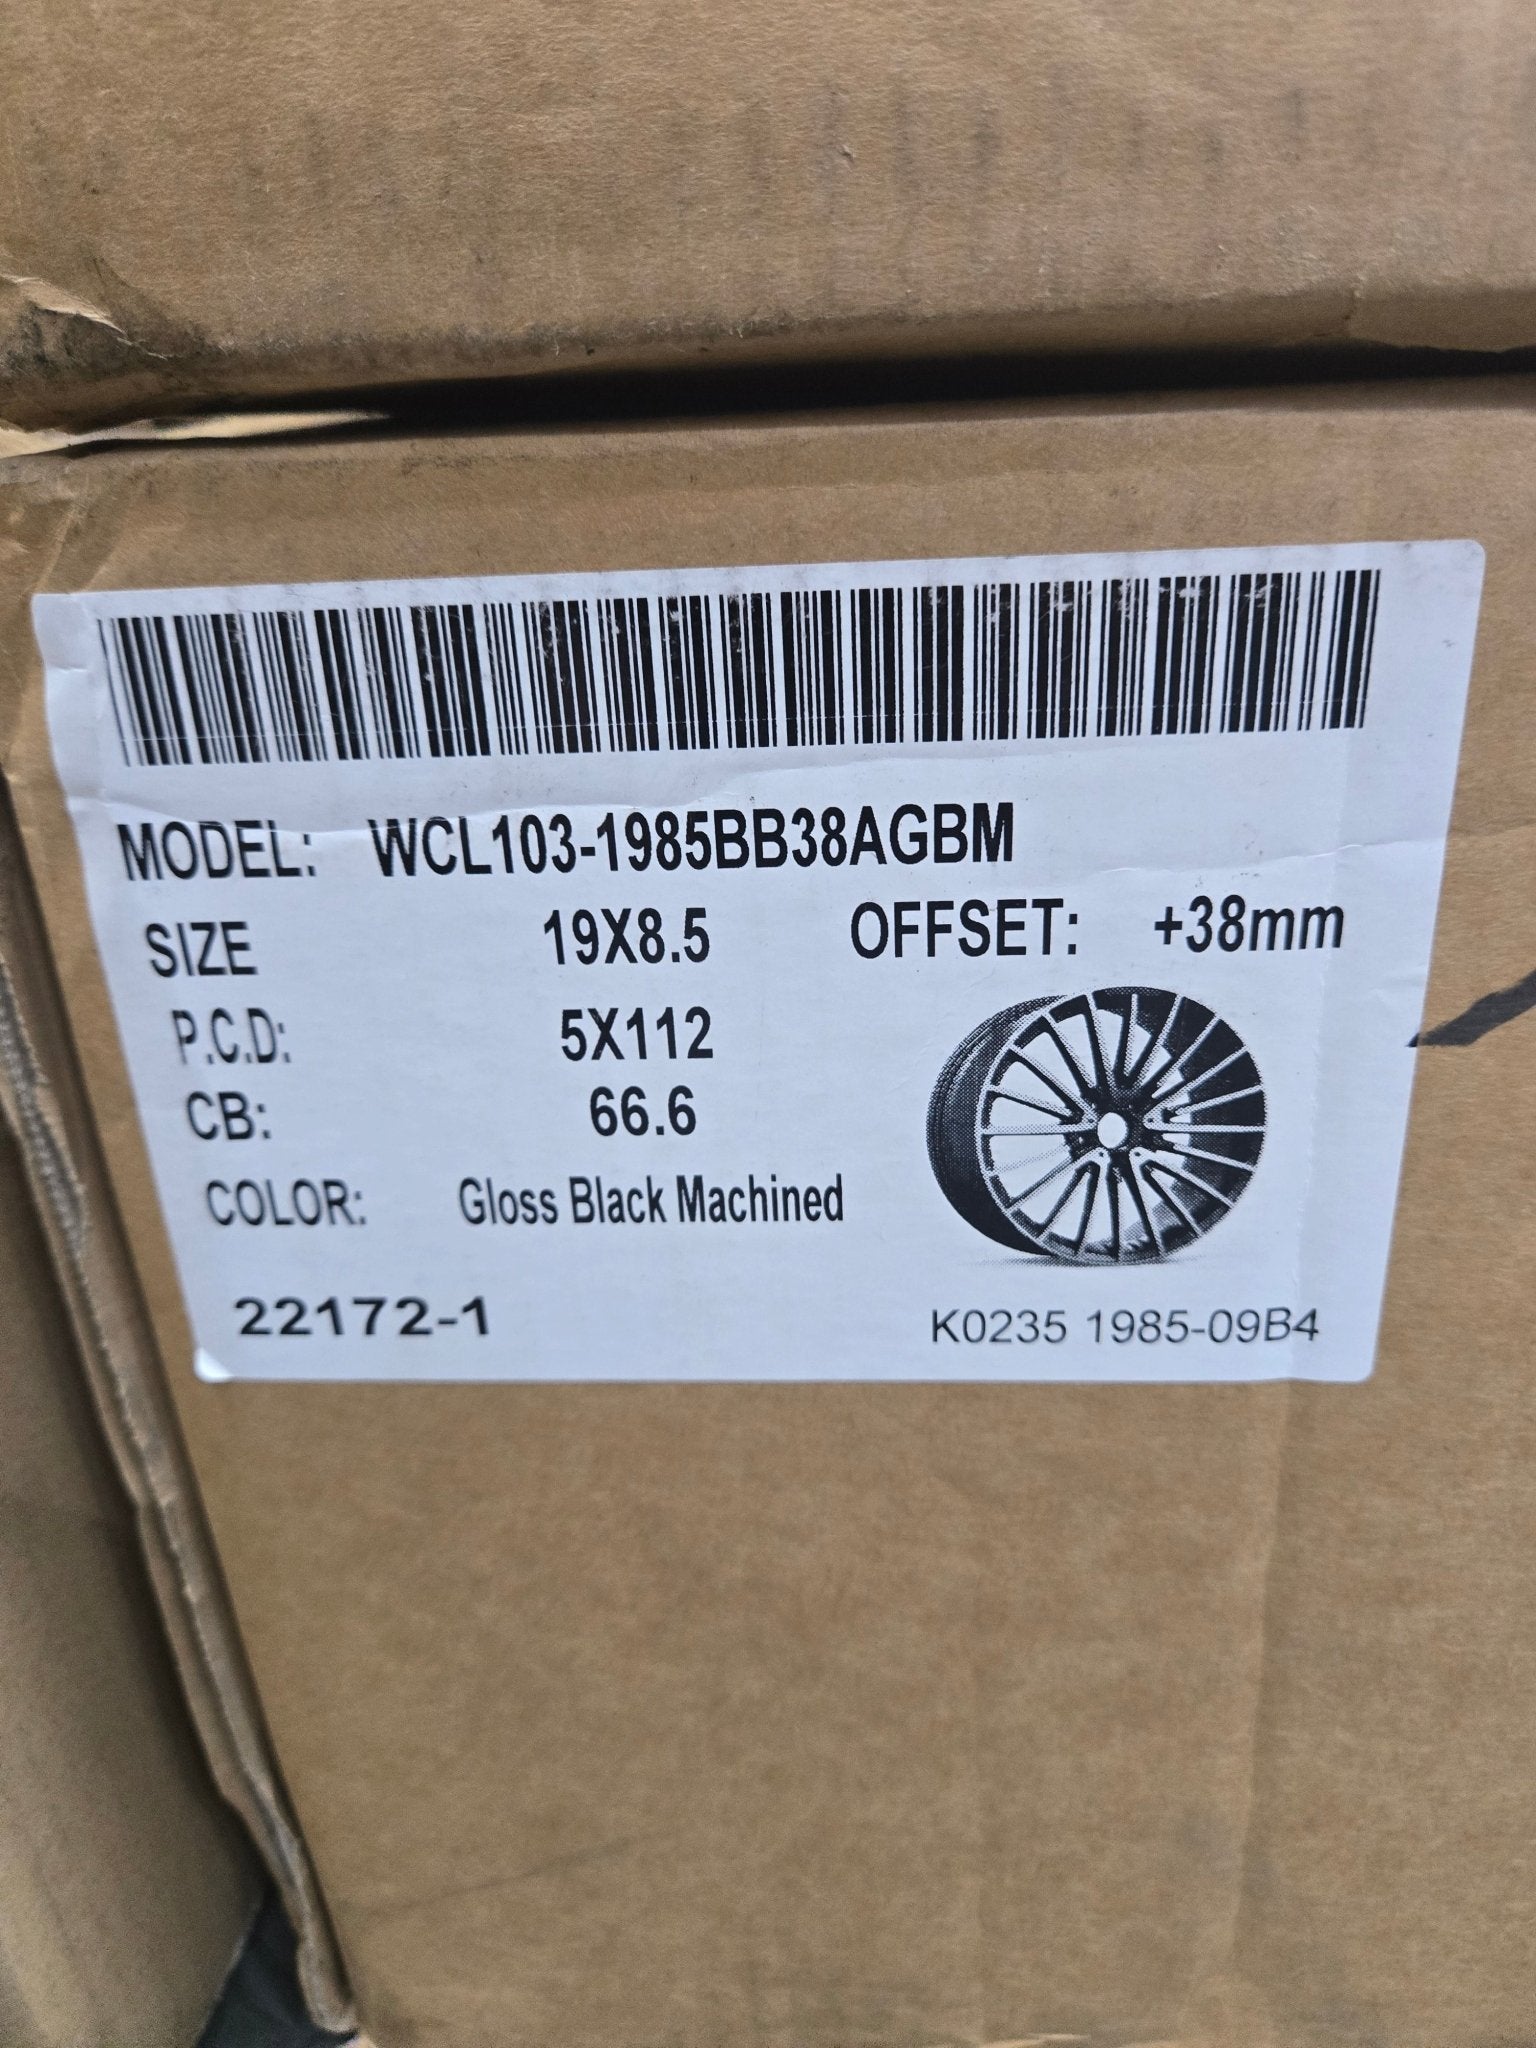 MODEL: WCL103-1985BB38AGBM
SIZE 19X8.5 OFFSET: +38mm
P.C.D: 5X112
CB: 66.6
COLOR: Gloss Black Machined
22172-1 K0235 1985-09B4